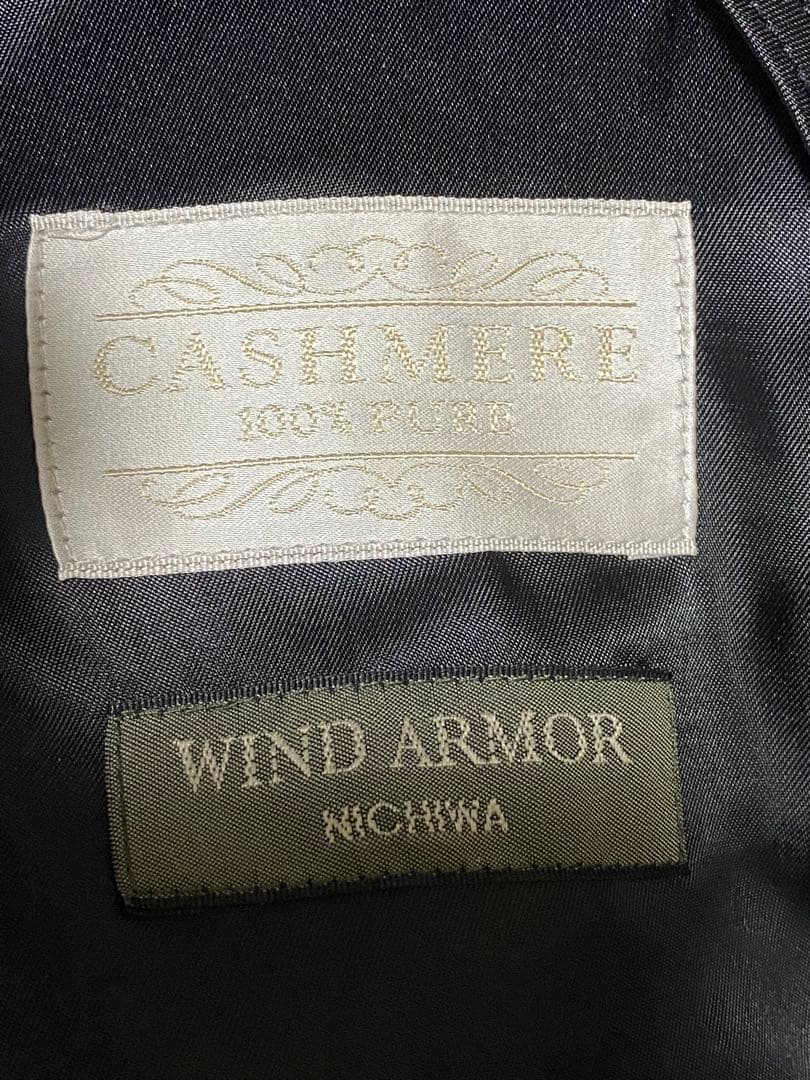 CASHMERE
100% PURE
WIND ARMOR
NICHIWA